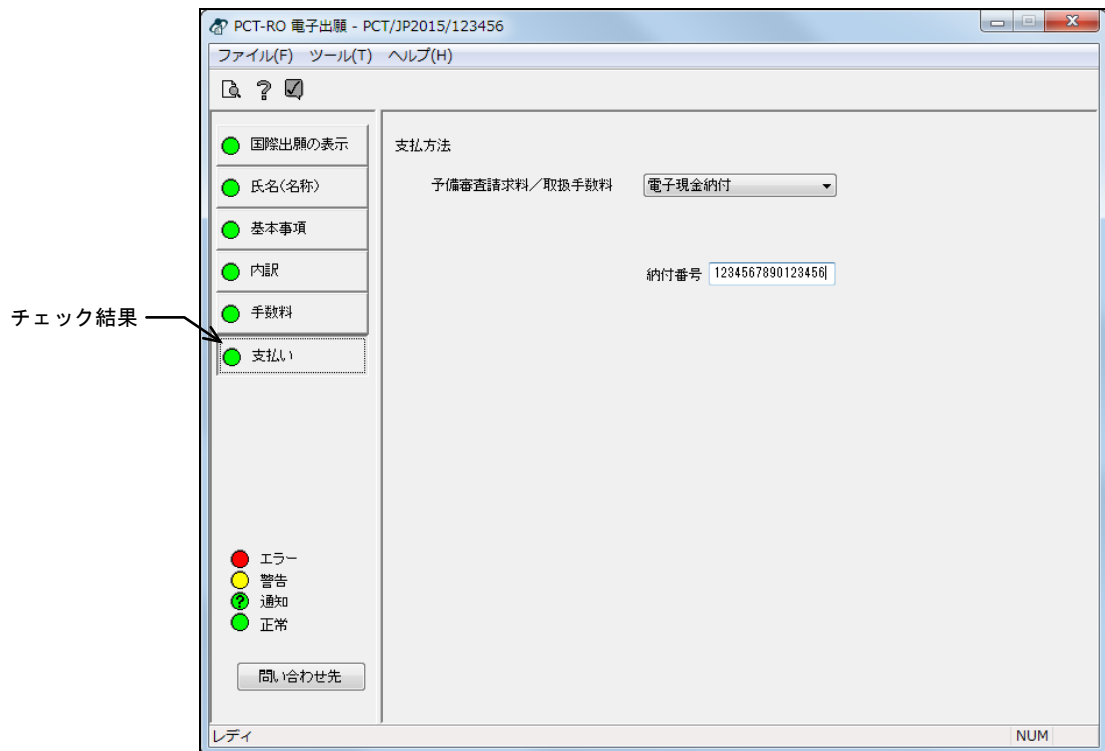 PCT-RO 電子出願 - PCT/JP2015/123456
ファイル(F) ツール(T) ヘルプ(H)
国際出願の表示
氏名(名称)
基本事項
内訳
手数料
支払い
チェック結果
エラー
警告
通知
正常
問い合わせ先
支払方法
予備審査請求料/取扱手数料 電子現金納付
納付番号 1234567890123456
レディ NUM